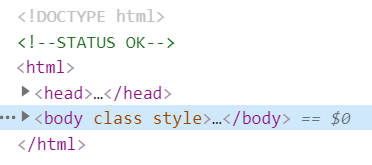 <!DOCTYPE html>
<!--STATUS OK-->
<html>
<head>…</head>
<body class style>…</body> == $0
</html>